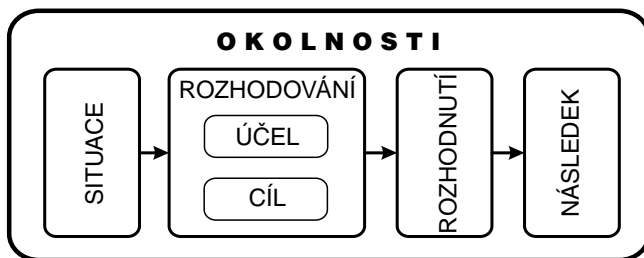 OKOLNOSTI
SITUACE
ROZHODOVÁNÍ
ÚČEL
CÍL
ROZHODNUTÍ
NÁSLEDEK